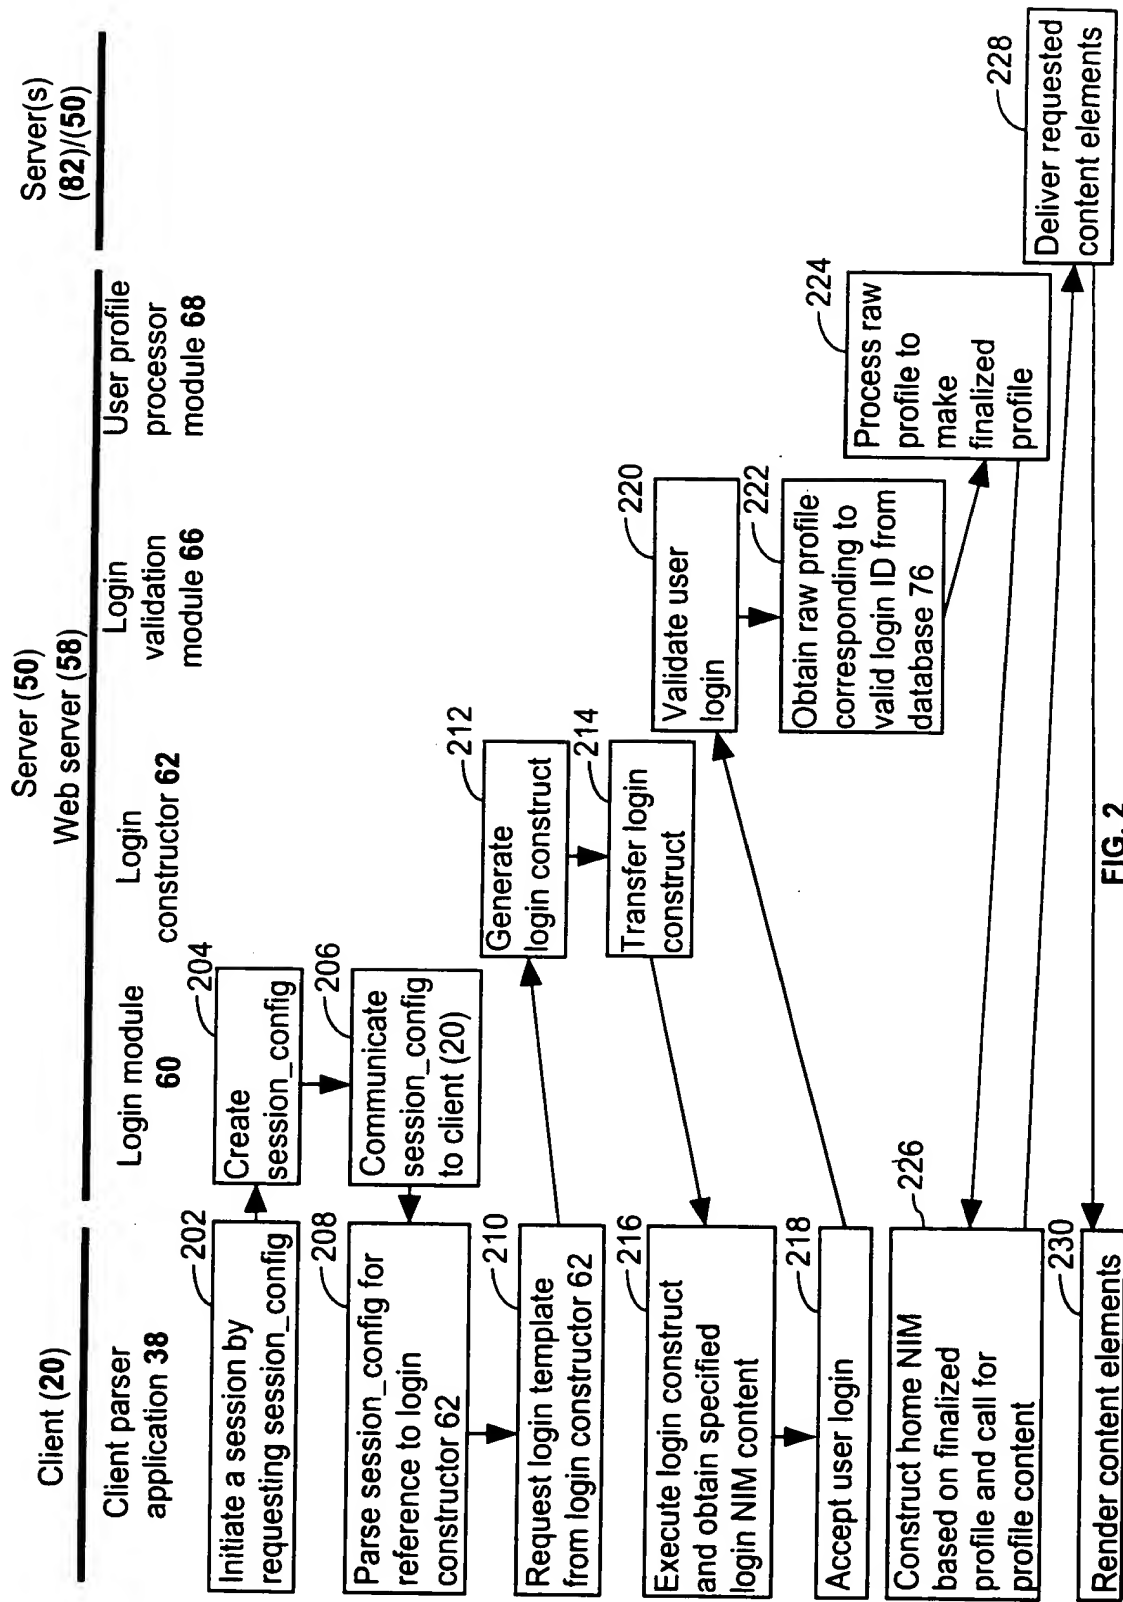 Client (20)
Server (50)
Web server (58)
Server(s)
(82)/(50)
Client parser
application 38
Login module
60
Login
constructor 62
Login
validation
module 66
User profile
processor
module 68
202
Initiate a session by
requesting session_config
204
Create
session_config
206
Communicate
session_config
to client (20)
208
Parse session_config for
reference to login
constructor 62
210
Request login template
from login constructor 62
212
Generate
login construct
214
Transfer login
construct
216
Execute login construct
and obtain specified
login NIM content
218
Accept user login
220
Validate user
login
222
Obtain raw profile
corresponding to
valid login ID from
database 76
224
Process raw
profile to
make
finalized
profile
226
Construct home NIM
based on finalized
profile and call for
profile content
228
Deliver requested
content elements
230
Render content elements
FIG. 2